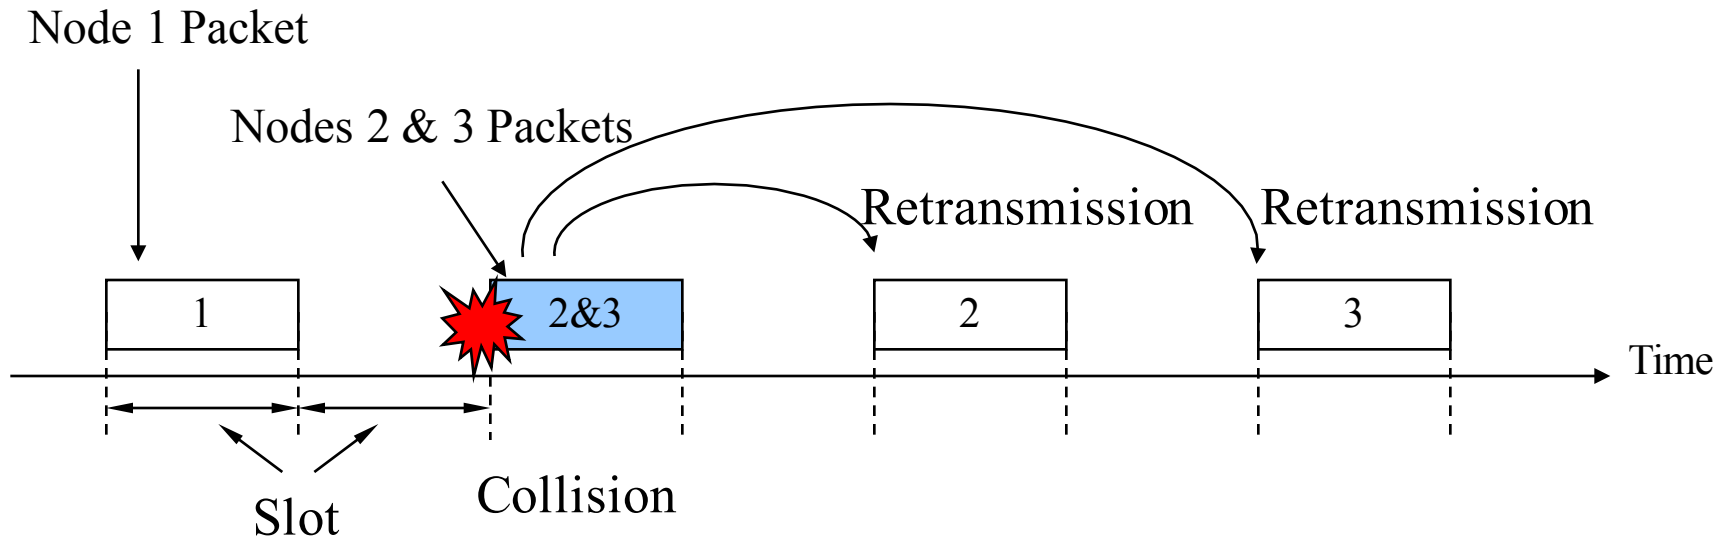 Node 1 Packet
Nodes 2 & 3 Packets
Retransmission
Retransmission
1
2&3
2
3
Time
Slot
Collision